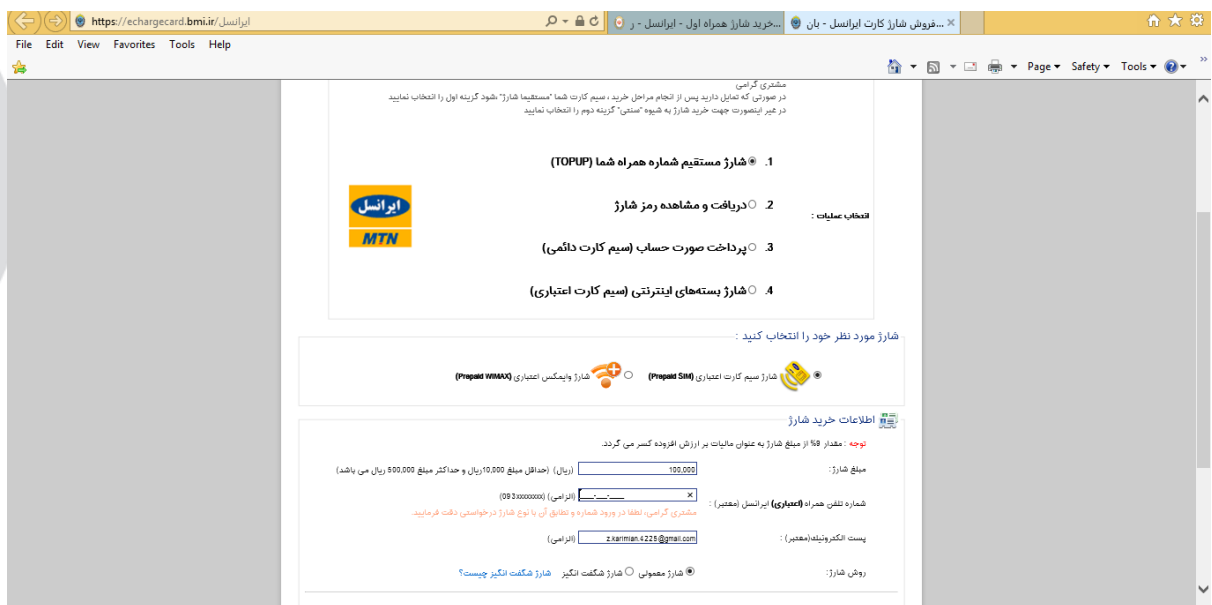 https://echargecard.bmi.ir/ایرانسل
خرید شارژ همراه اول - ایرانسل - ر...
فروش شارژ کارت ایرانسل - بان...
File Edit View Favorites Tools Help
Page Safety Tools
مشتری گرامی
در صورتی که تمایل دارید پس از انجام مراحل خرید ، سیم کارت شما "مستقیما شارژ" شود، گزینه اول را انتخاب نمایید
در غیر اینصورت جهت خرید شارژ به شیوه "سنتی" گزینه دوم را انتخاب نمایید
انتخاب عملیات :
1. شارژ مستقیم شماره همراه شما (TOPUP)
2. دریافت و مشاهده رمز شارژ
3. پرداخت صورت حساب (سیم کارت دائمی)
4. شارژ بسته‌های اینترنتی (سیم کارت اعتباری)
ایرانسل
MTN
شارژ مورد نظر خود را انتخاب کنید :
شارژ سیم کارت اعتباری (Prepaid SIM) شارژ وایمکس اعتباری (Prepaid WIMAX)
اطلاعات خرید شارژ
توجه : مقدار 9% از مبلغ شارژ به عنوان مالیات بر ارزش افزوده کسر می گردد.
مبلغ شارژ: 100,000 (ریال) (حداقل مبلغ 10,000ریال و حداکثر مبلغ 500,000 ریال می باشد)
شماره تلفن همراه (اعتباری) ایرانسل (معتبر) : ___-___-____ (الزامی) (093xxxxxxxx)
مشتری گرامی، لطفا در ورود شماره و تطابق آن با نوع شارژ درخواستی دقت فرمایید.
پست الکترونیک(معتبر) : z.karimian.4225@gmail.com (الزامی)
روش شارژ: شارژ معمولی شارژ شگفت انگیز شارژ شگفت انگیز چیست؟